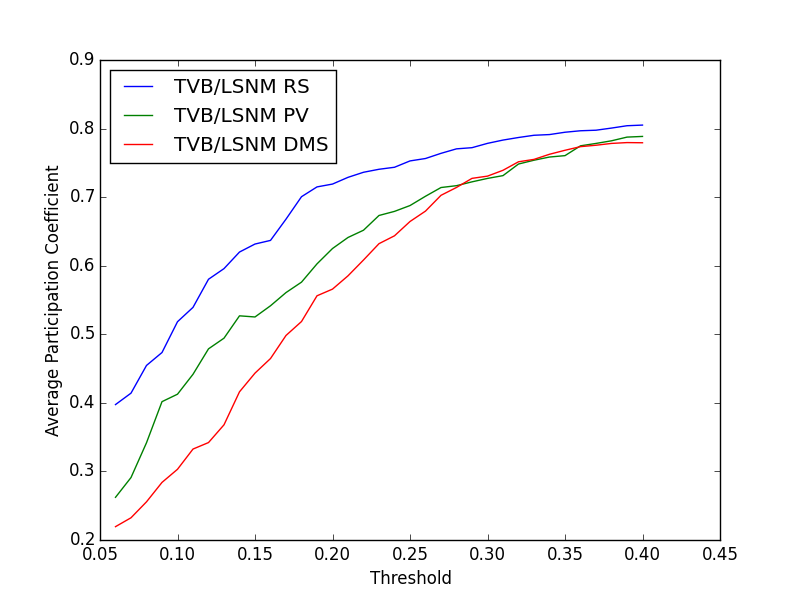 TVB/LSNM RS
TVB/LSNM PV
TVB/LSNM DMS
Average Participation Coefficient
0.9
0.8
0.7
0.6
0.5
0.4
0.3
0.2
0.05 0.10 0.15 0.20 0.25 0.30 0.35 0.40 0.45
Threshold